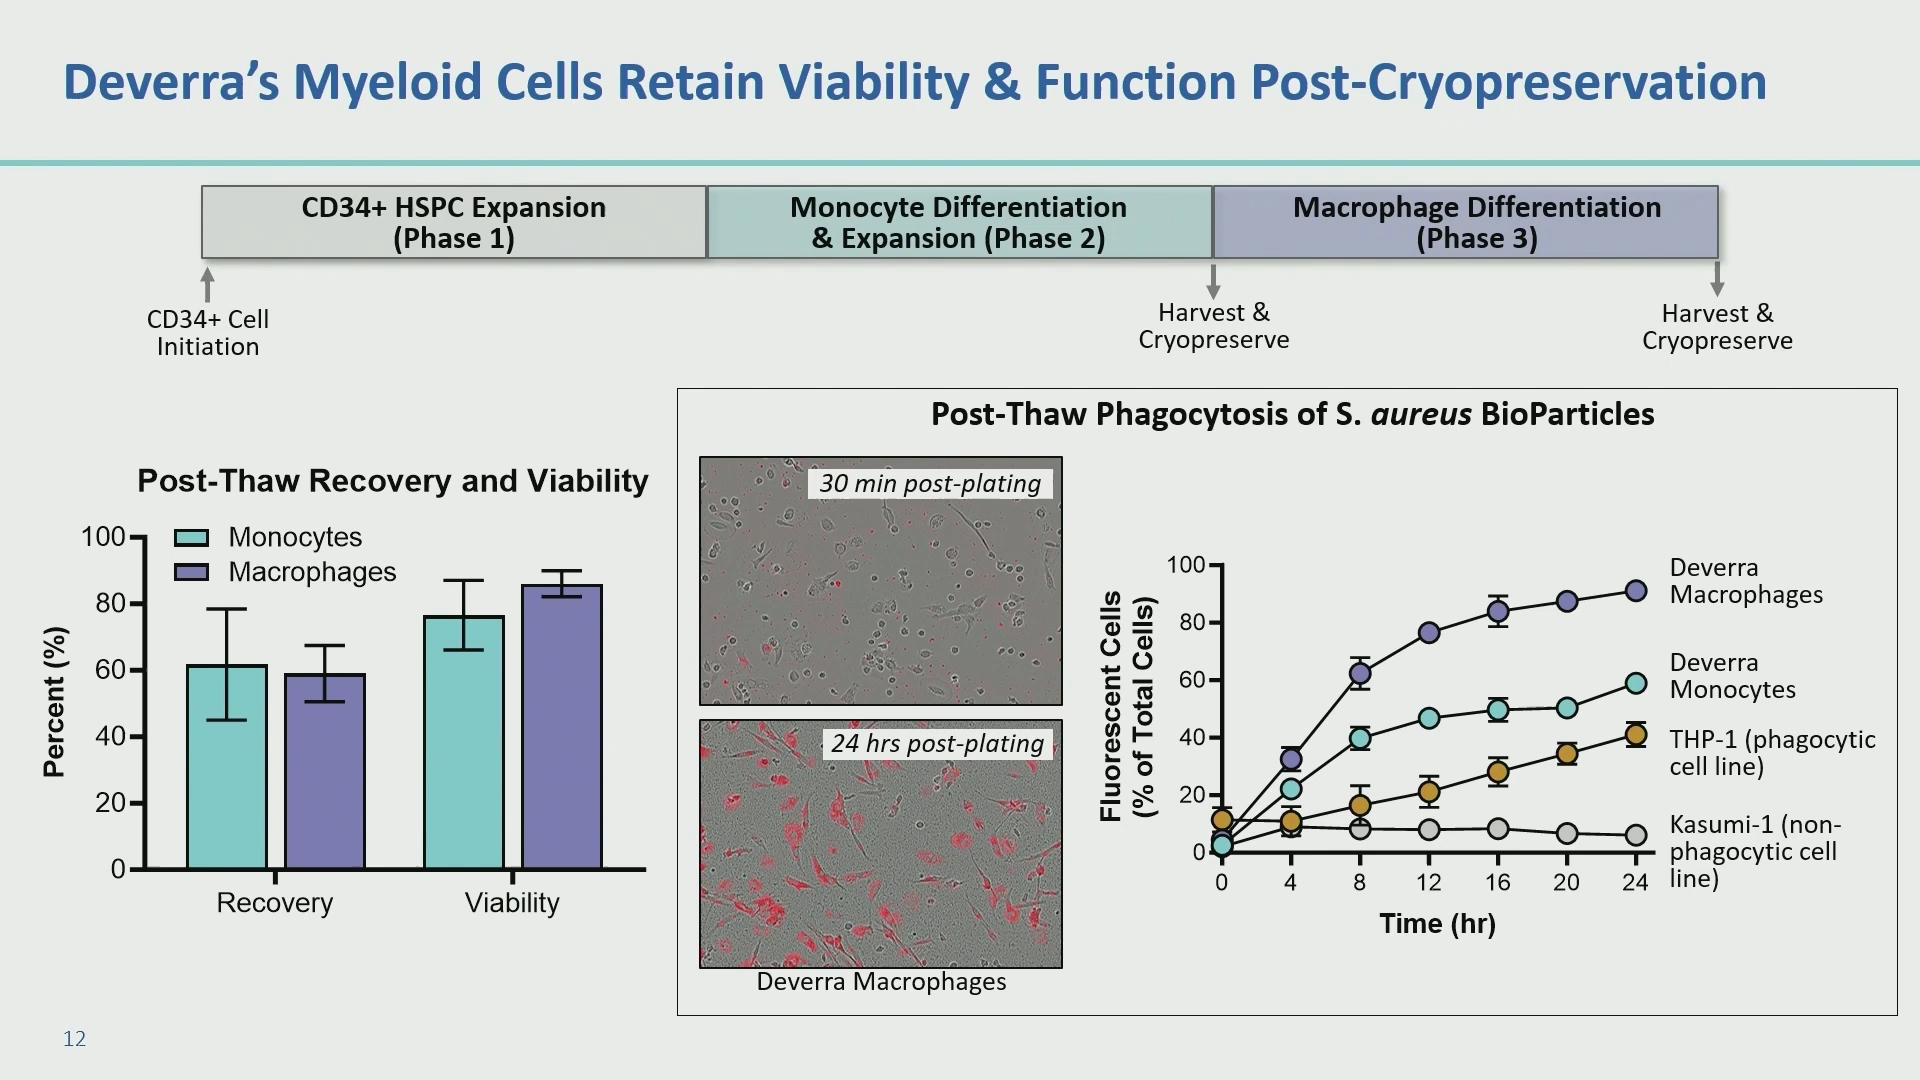 Deverra’s Myeloid Cells Retain Viability & Function Post-Cryopreservation
CD34+ HSPC Expansion
(Phase 1)
Monocyte Differentiation
& Expansion (Phase 2)
Macrophage Differentiation
(Phase 3)
CD34+ Cell
Initiation
Harvest &
Cryopreserve
Harvest &
Cryopreserve
Post-Thaw Recovery and Viability
Monocytes
Macrophages
Percent (%)
100
80
60
40
20
0
Recovery
Viability
Post-Thaw Phagocytosis of S. aureus BioParticles
30 min post-plating
24 hrs post-plating
Deverra Macrophages
Fluorescent Cells
(% of Total Cells)
100
80
60
40
20
0
0 4 8 12 16 20 24
Time (hr)
Deverra
Macrophages
Deverra
Monocytes
THP-1 (phagocytic
cell line)
Kasumi-1 (non-
phagocytic cell
line)
12